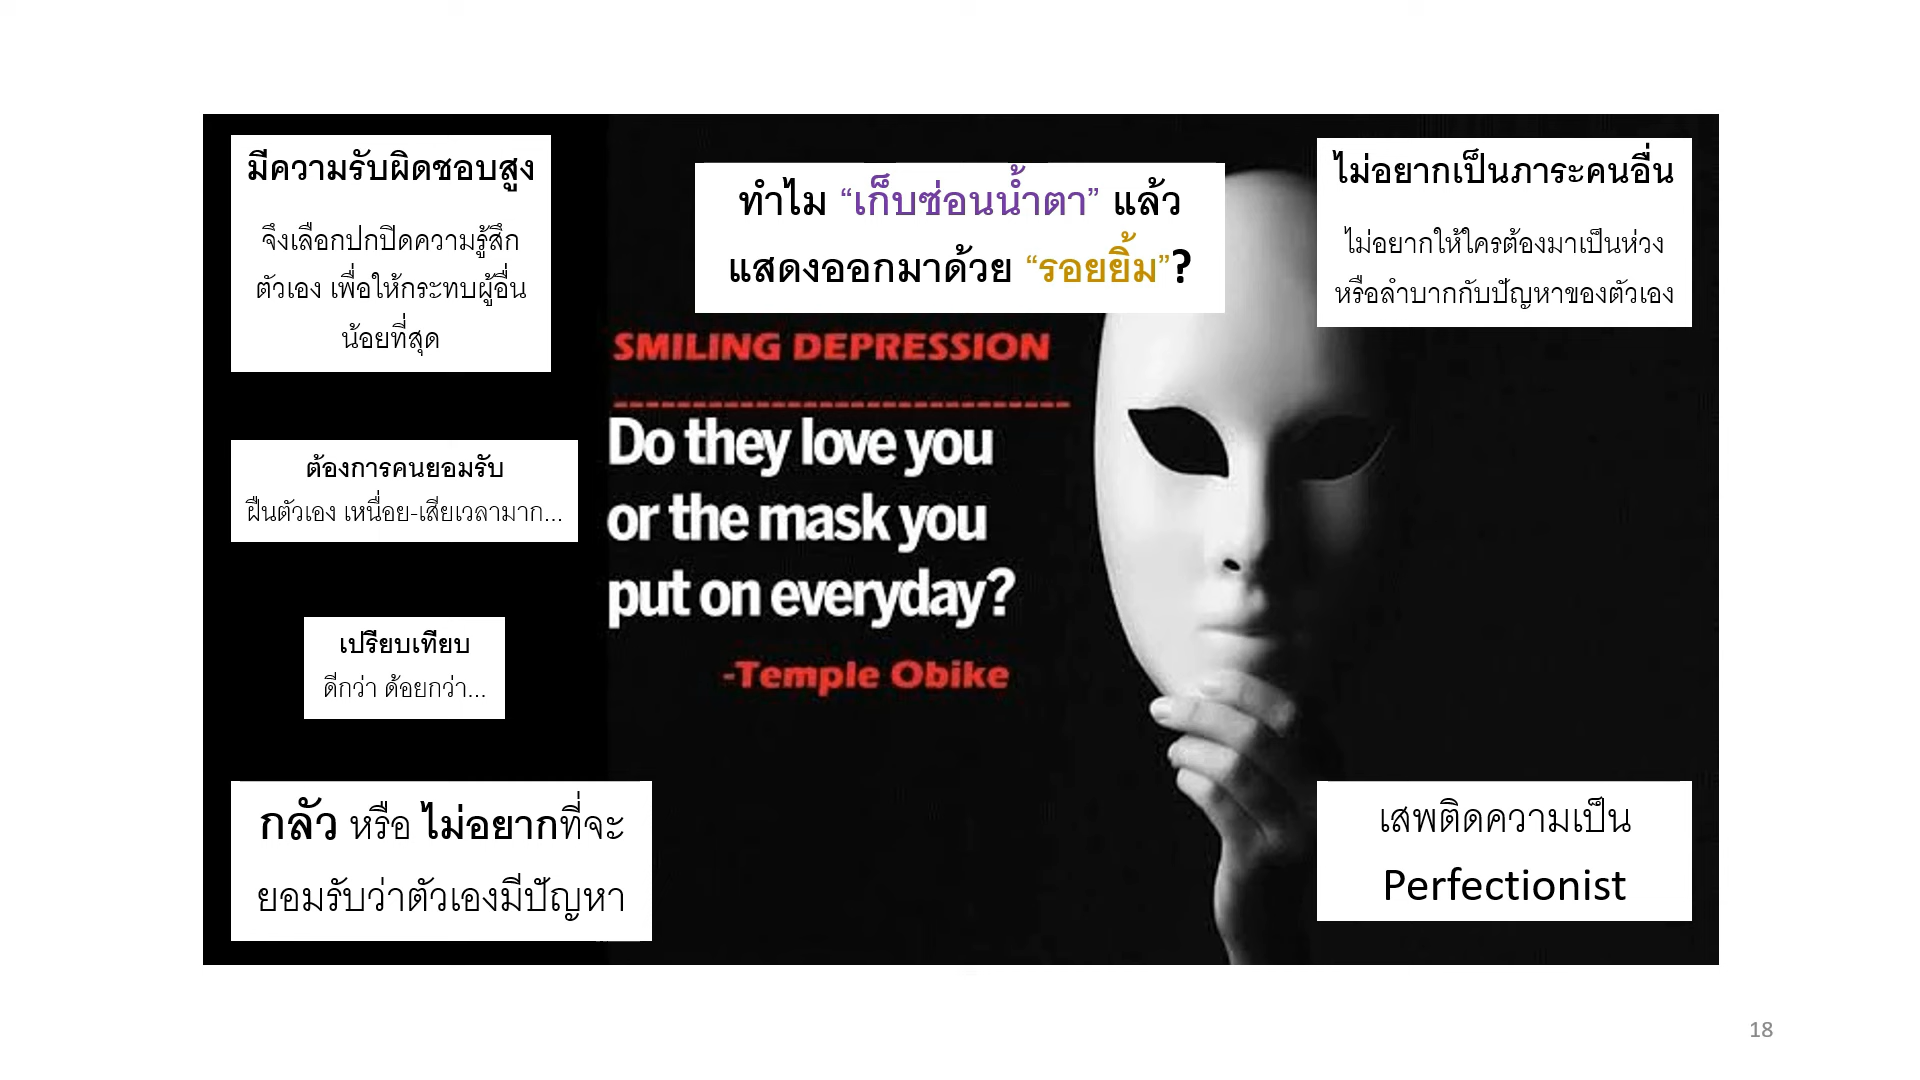 มีความรับผิดชอบสูง
จึงเลือกปกปิดความรู้สึก
ตัวเอง เพื่อให้กระทบผู้อื่น
น้อยที่สุด
ทำไม “เก็บซ่อนน้ำตา” แล้ว
แสดงออกมาด้วย “รอยยิ้ม”?
ไม่อยากเป็นภาระคนอื่น
ไม่อยากให้ใครต้องมาเป็นห่วง
หรือลำบากกับปัญหาของตัวเอง
SMILING DEPRESSION
Do they love you
or the mask you
put on everyday?
-Temple Obike
ต้องการคนยอมรับ
ฝืนตัวเอง เหนื่อย-เสียเวลามาก...
เปรียบเทียบ
ดีกว่า ด้อยกว่า...
กลัว หรือ ไม่อยากที่จะ
ยอมรับว่าตัวเองมีปัญหา
เสพติดความเป็น
Perfectionist
18